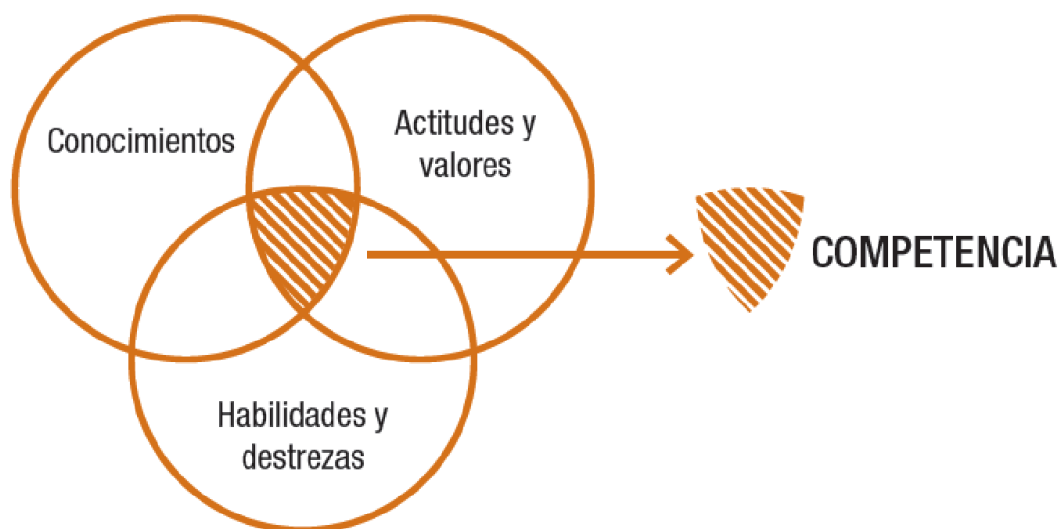 Conocimientos
Actitudes y
valores
COMPETENCIA
Habilidades y
destrezas